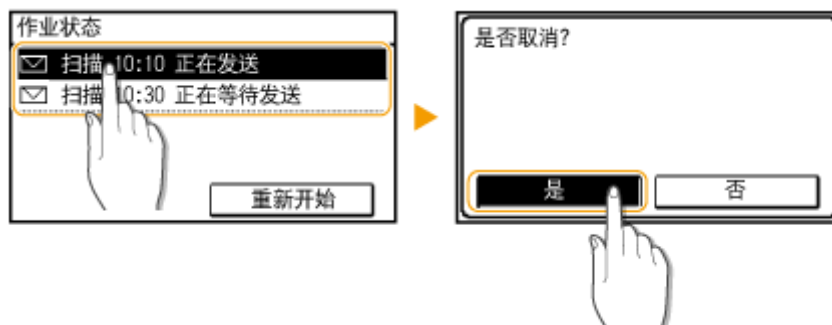 作业状态
扫描 10:10 正在发送
扫描 10:30 正在等待发送
重新开始
是否取消?
是
否